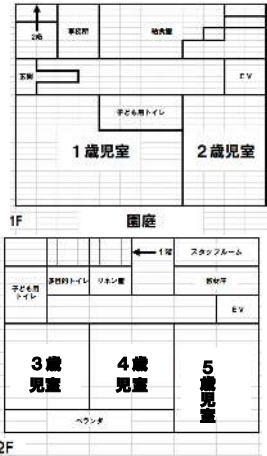 2階
事務所
給食室
玄関
EV
子ども用トイレ
1歳児室
2歳児室
1F
園庭
1階
スタッフルーム
子ども用
トイレ
多目的トイレ
リネン室
教材庫
EV
3歳
児室
4歳
児室
5歳児室
ベランダ
2F